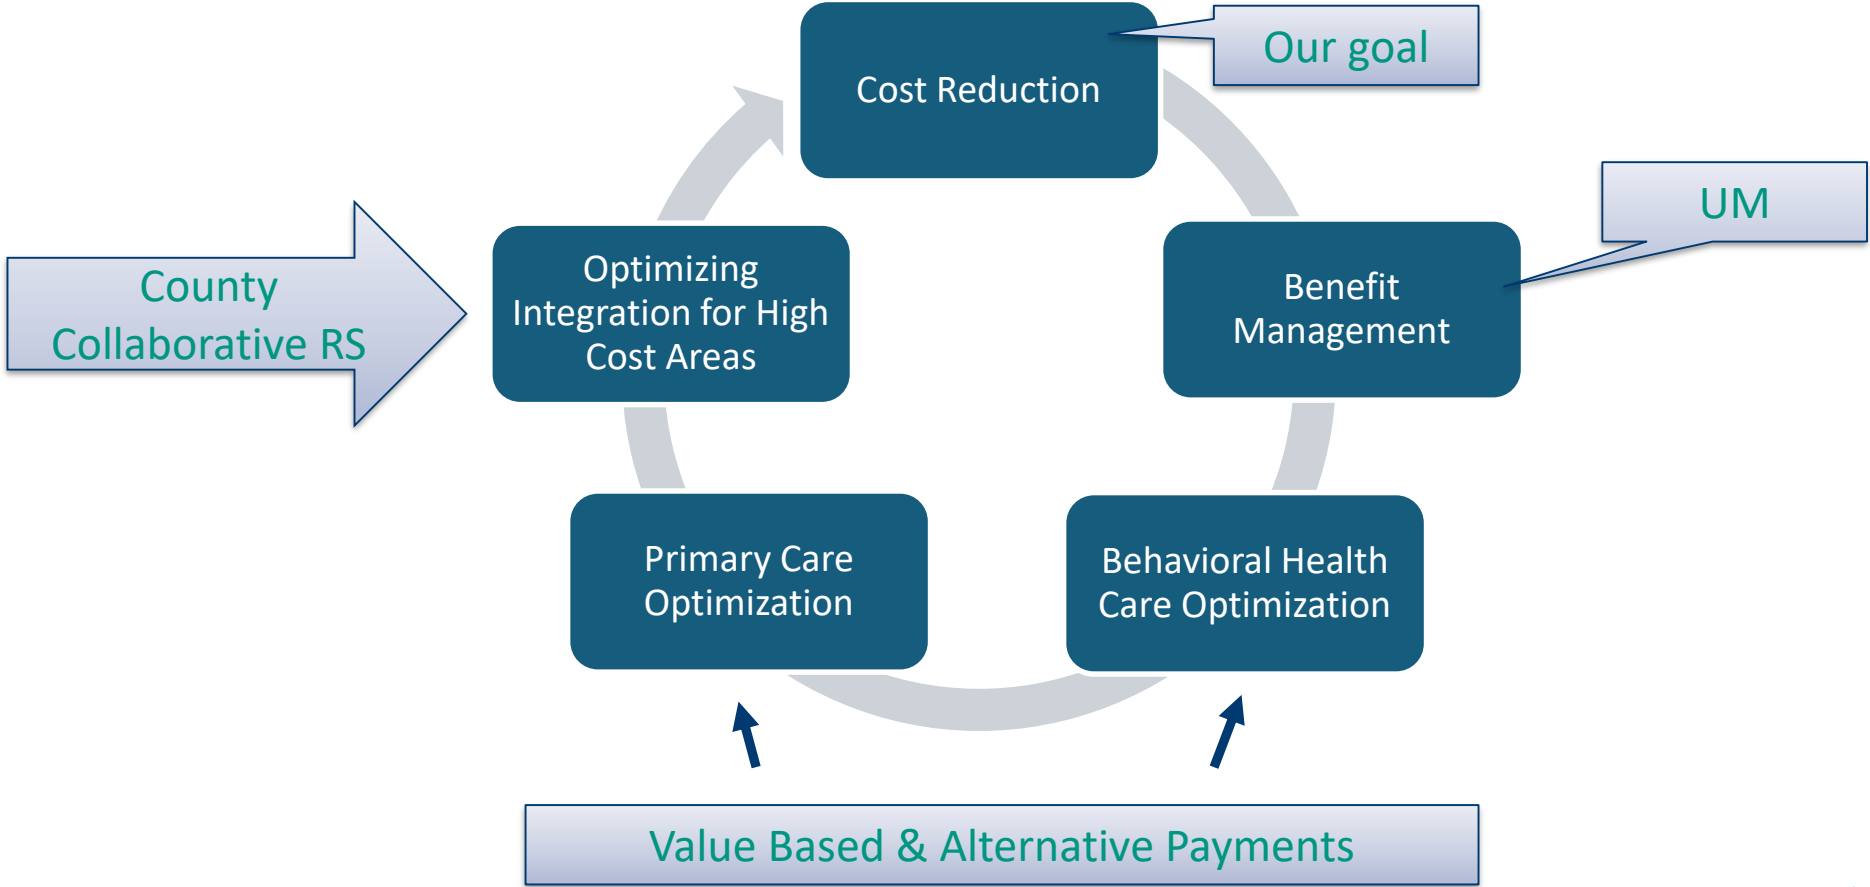 Cost Reduction
Our goal
UM
Benefit
Management
Behavioral Health
Care Optimization
Primary Care
Optimization
Optimizing
Integration for High
Cost Areas
County
Collaborative RS
Value Based & Alternative Payments